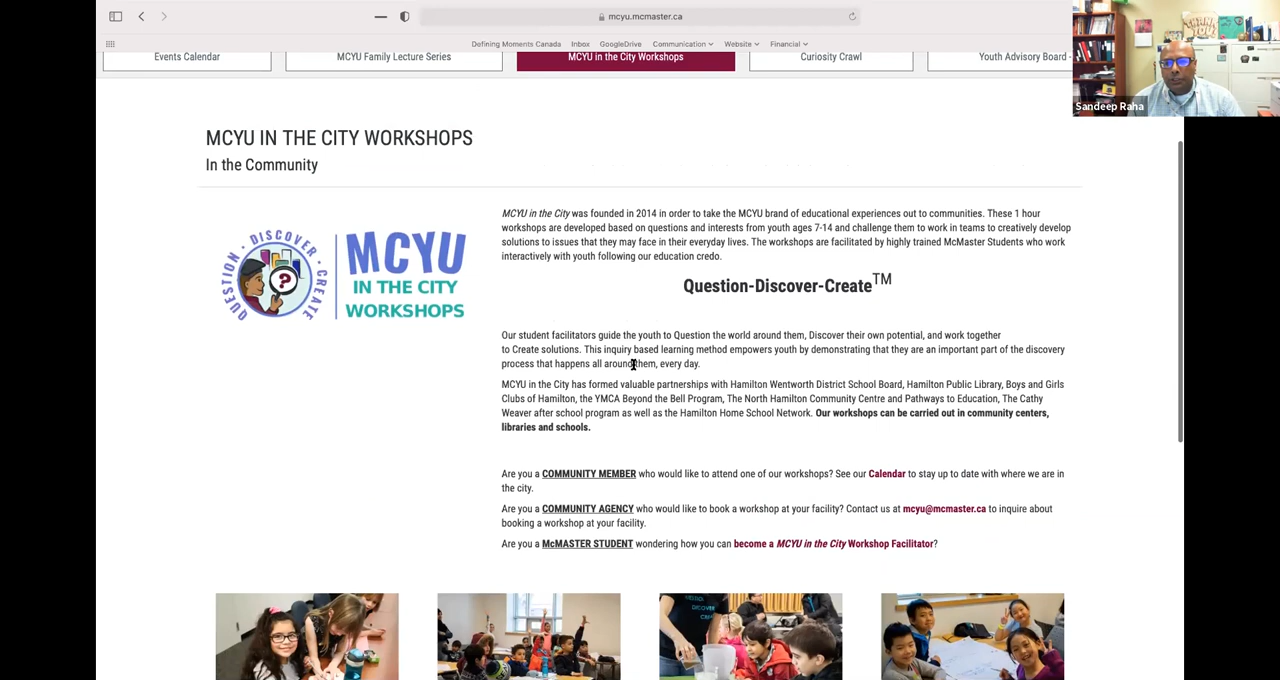 mcyu.mcmaster.ca
Defining Moments Canada Inbox GoogleDrive Communication Website Financial
Events Calendar MCYU Family Lecture Series MCYU in the City Workshops Curiosity Crawl Youth Advisory Board -
Sandeep Raha
MCYU IN THE CITY WORKSHOPS
In the Community
QUESTION · DISCOVER · CREATE
MCYU
IN THE CITY
WORKSHOPS
MCYU in the City was founded in 2014 in order to take the MCYU brand of educational experiences out to communities. These 1 hour
workshops are developed based on questions and interests from youth ages 7-14 and challenge them to work in teams to creatively develop
solutions to issues that they may face in their everyday lives. The workshops are facilitated by highly trained McMaster Students who work
interactively with youth following our education credo.
Question-Discover-Create™
Our student facilitators guide the youth to Question the world around them, Discover their own potential, and work together
to Create solutions. This inquiry based learning method empowers youth by demonstrating that they are an important part of the discovery
process that happens all around them, every day.
MCYU in the City has formed valuable partnerships with Hamilton Wentworth District School Board, Hamilton Public Library, Boys and Girls
Clubs of Hamilton, the YMCA Beyond the Bell Program, The North Hamilton Community Centre and Pathways to Education, The Cathy
Weaver after school program as well as the Hamilton Home School Network. Our workshops can be carried out in community centers,
libraries and schools.
Are you a COMMUNITY MEMBER who would like to attend one of our workshops? See our Calendar to stay up to date with where we are in
the city.
Are you a COMMUNITY AGENCY who would like to book a workshop at your facility? Contact us at mcyu@mcmaster.ca to inquire about
booking a workshop at your facility.
Are you a McMASTER STUDENT wondering how you can become a MCYU in the City Workshop Facilitator?